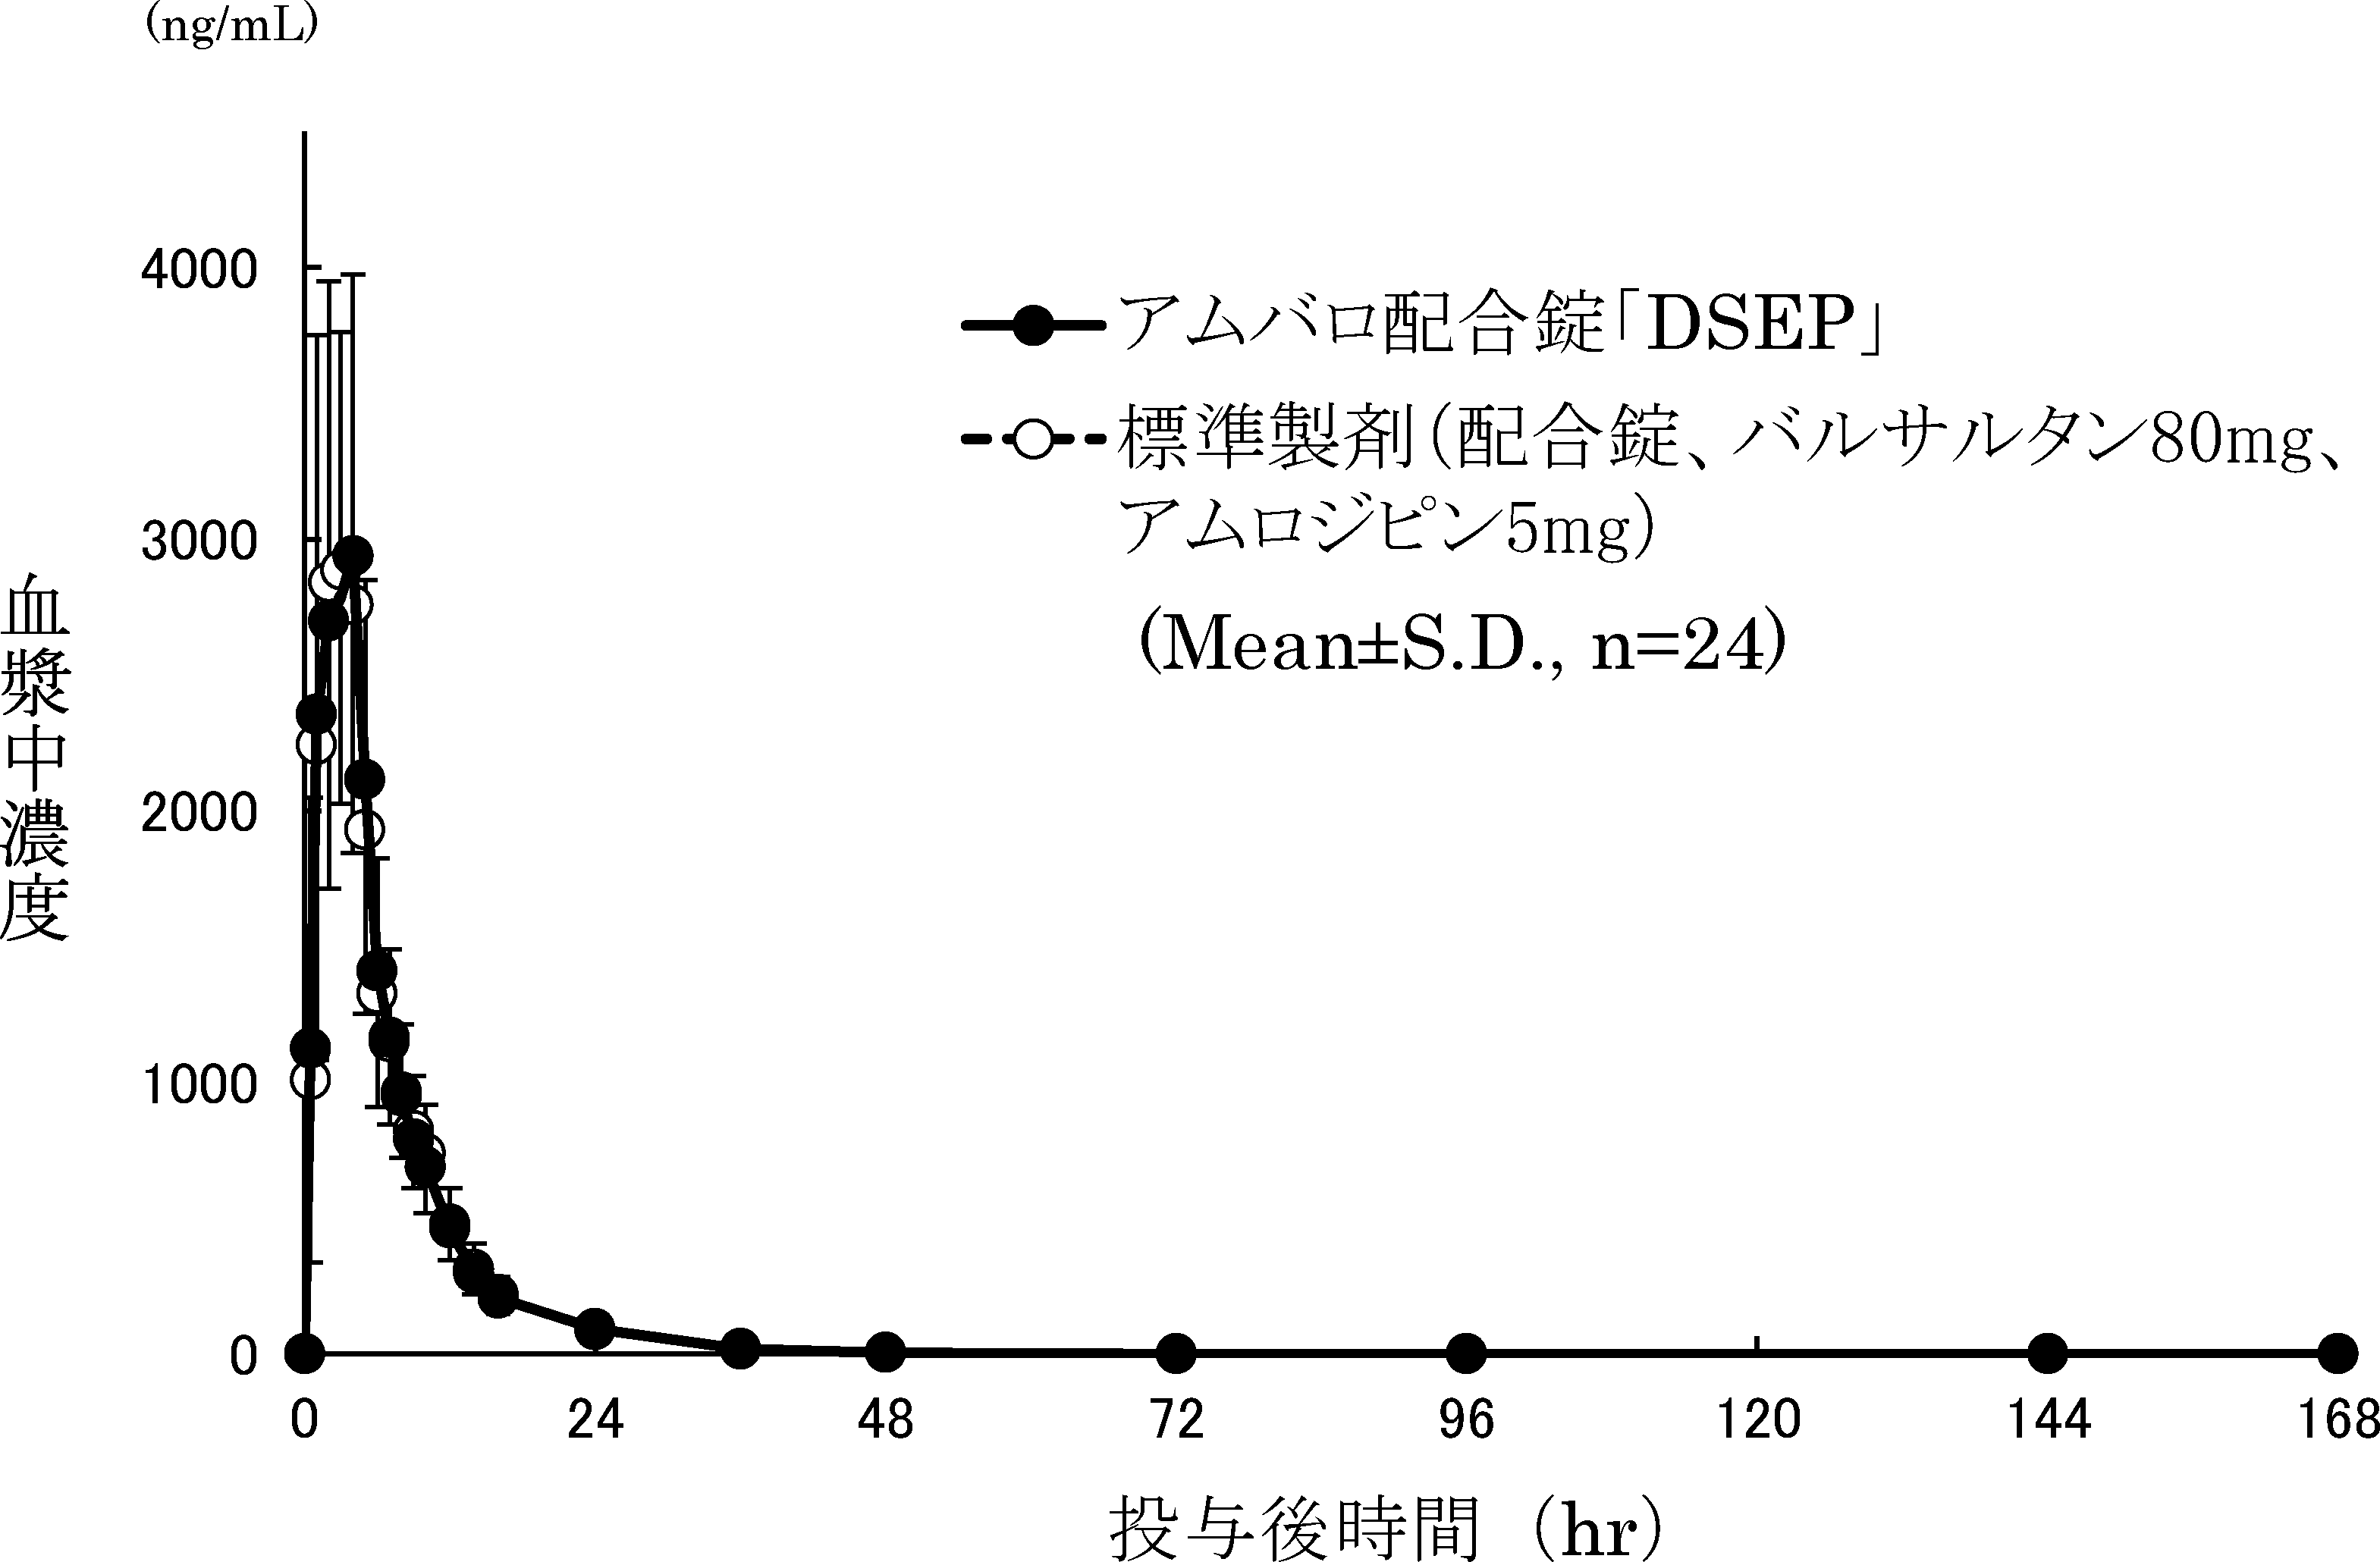 (ng/mL)
4000
3000
2000
1000
0
血漿中濃度
アムバロ配合錠「DSEP」
標準製剤(配合錠、バルサルタン80mg、
アムロジピン5mg)
(Mean±S.D., n=24)
0 24 48 72 96 120 144 168
投与後時間 (hr)